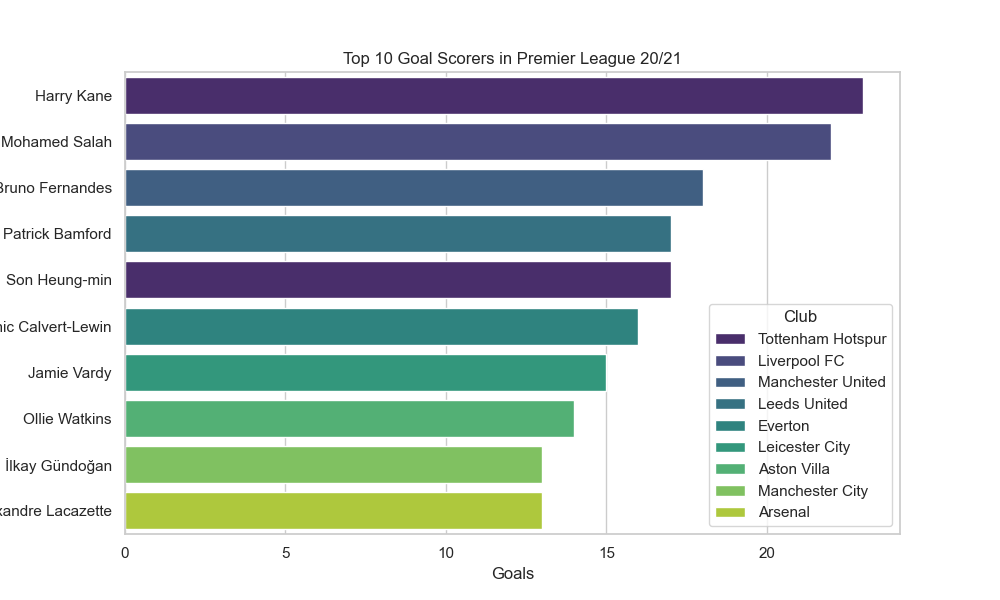 Top 10 Goal Scorers in Premier League 20/21
Harry Kane
Mohamed Salah
Bruno Fernandes
Patrick Bamford
Son Heung-min
nic Calvert-Lewin
Jamie Vardy
Ollie Watkins
İlkay Gündoğan
xandre Lacazette
Club
Tottenham Hotspur
Liverpool FC
Manchester United
Leeds United
Everton
Leicester City
Aston Villa
Manchester City
Arsenal
0 5 10 15 20
Goals